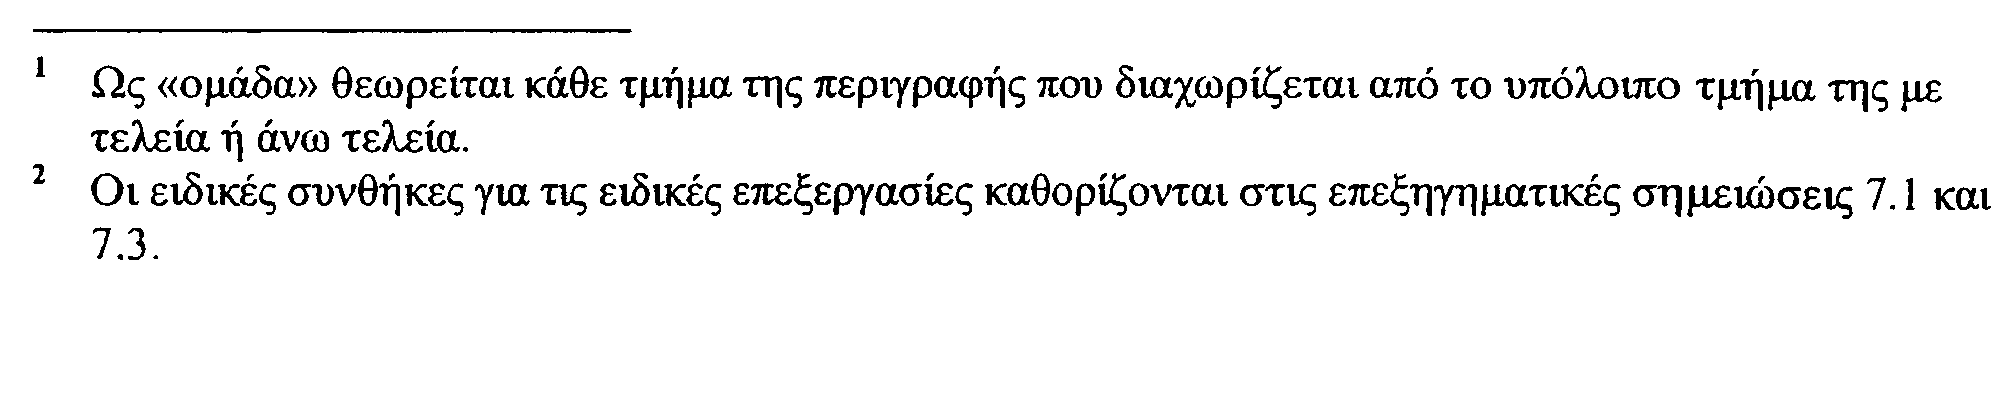 1 Ως «ομάδα» θεωρείται κάθε τμήμα της περιγραφής που διαχωρίζεται από το υπόλοιπο τμήμα της με
τελεία ή άνω τελεία.
2 Οι ειδικές συνθήκες για τις ειδικές επεξεργασίες καθορίζονται στις επεξηγηματικές σημειώσεις 7.1 και
7.3.